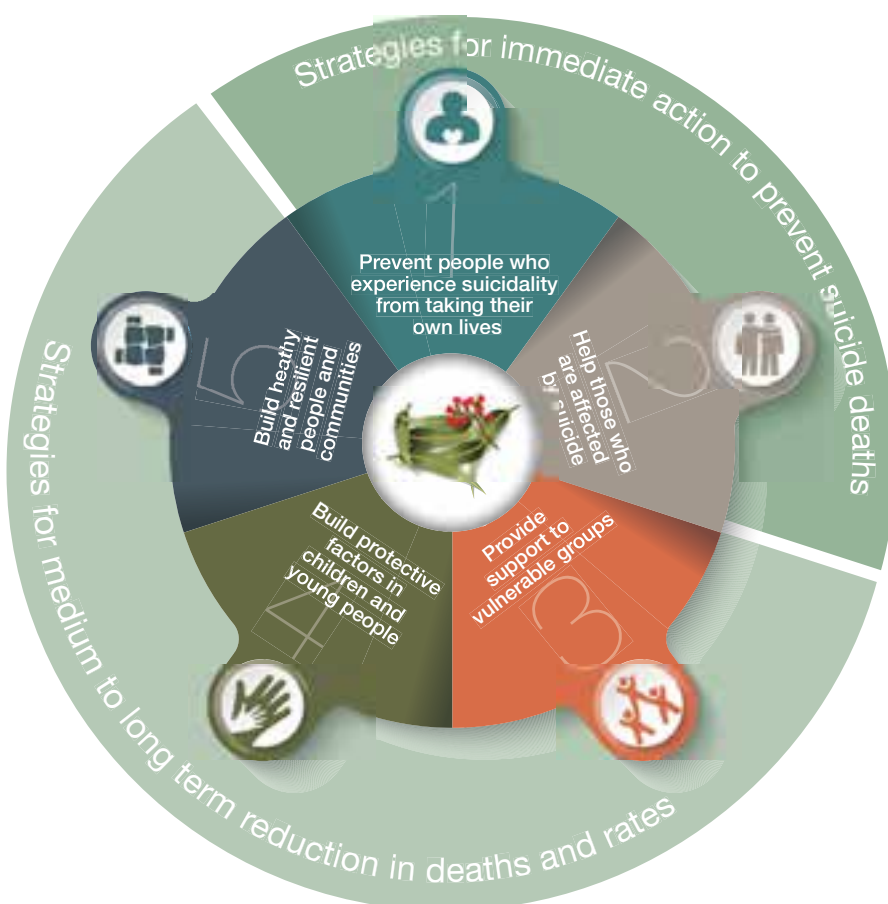 Strategies for immediate action to prevent suicide deaths
1
Prevent people who
experience suicidality
from taking their
own lives
2
Help those who
are affected
by suicide
3
Provide
support to
vulnerable groups
4
Build protective
factors in
children and
young people
5
Build heathy
and resilient
people and
communities
Strategies for medium to long term reduction in deaths and rates